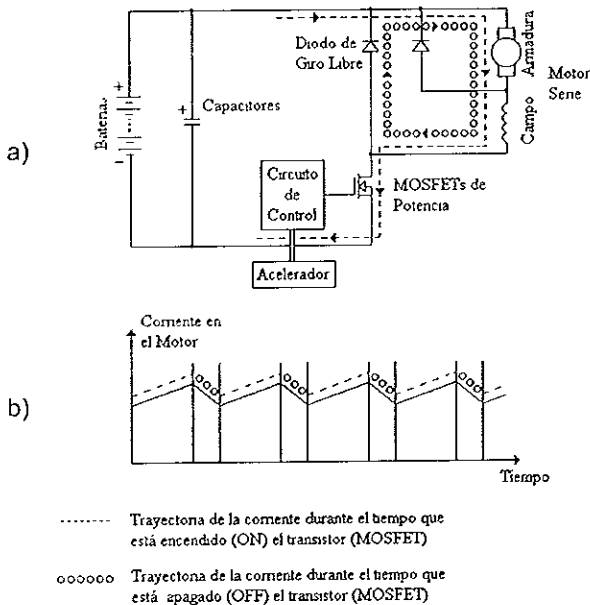 a)
Diodo de
Giro Libre
Armadura
Motor
Serie
Campo
Baterías
+
-
+
Capacitores
Circuito
de
Control
MOSFETs de
Potencia
Acelerador
b)
Corriente en
el Motor
Tiempo
Trayectoria de la corriente durante el tiempo que
está encendido (ON) el transistor (MOSFET)
Trayectoria de la corriente durante el tiempo que
está apagado (OFF) el transistor (MOSFET)